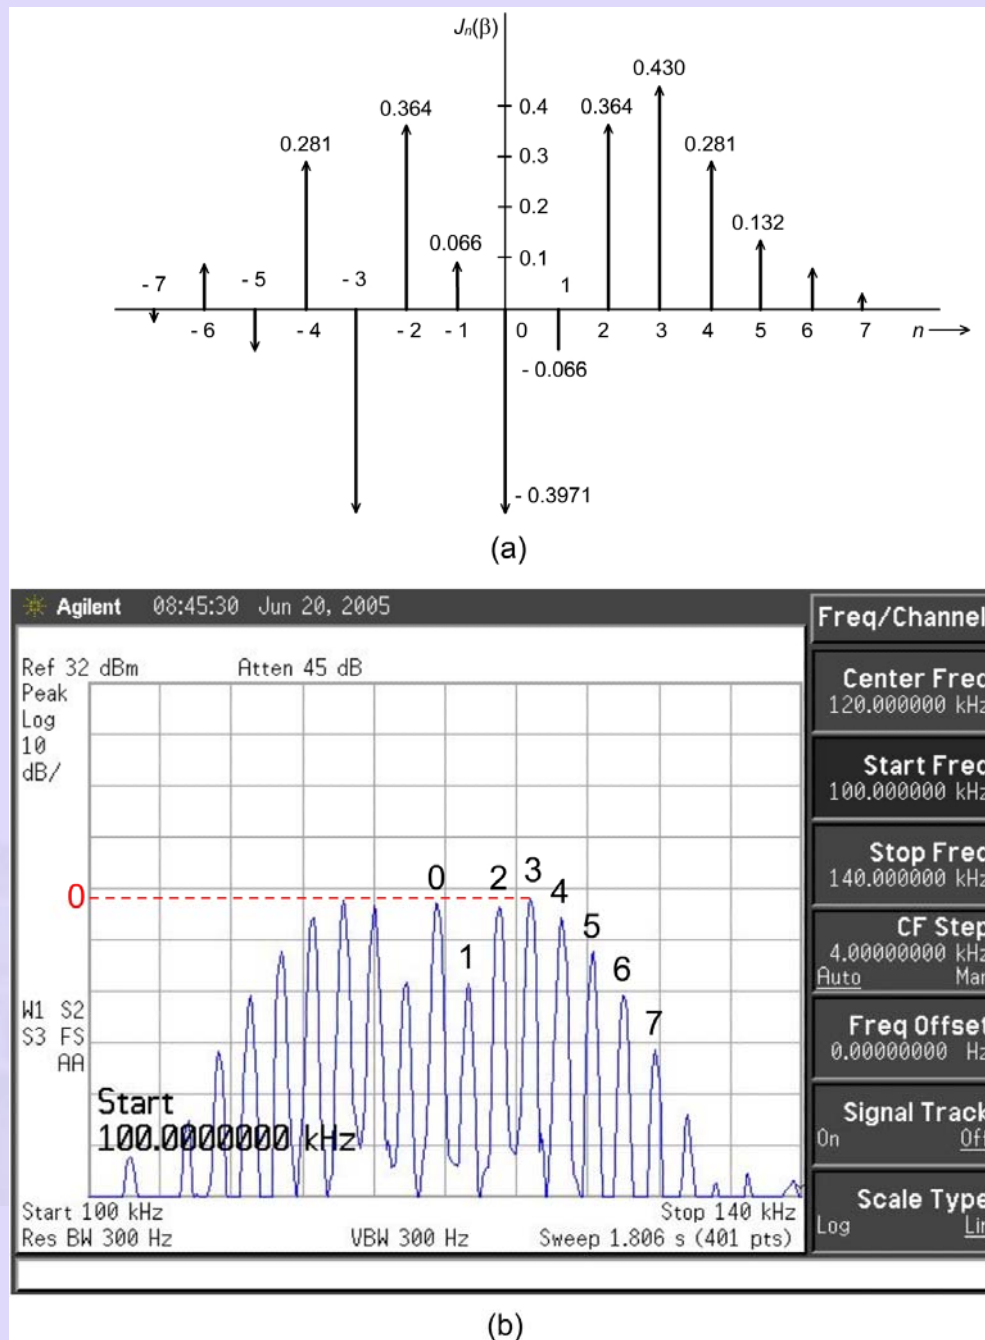 Jn(β)
0.430
0.364 0.4 0.364
0.281 0.3 0.281
0.2
0.132
0.066 0.1
- 7 - 5 - 3 1
- 6 - 4 - 2 - 1 0 2 3 4 5 6 7 n
- 0.066
- 0.3971
(a)
Agilent 08:45:30 Jun 20, 2005
Freq/Channel
Ref 32 dBm Atten 45 dB
Peak
Log
10
dB/
Center Freq
120.000000 kHz
Start Freq
100.000000 kHz
Stop Freq
140.000000 kHz
0
0 2 3
4
5
1
6
7
CF Step
4.00000000 kHz
Auto Man
W1 S2
S3 FS
AA
Freq Offset
0.00000000 Hz
Start
100.0000000 kHz
Signal Track
On Off
Start 100 kHz Stop 140 kHz
Res BW 300 Hz VBW 300 Hz Sweep 1.806 s (401 pts)
Scale Type
Log Lin
(b)